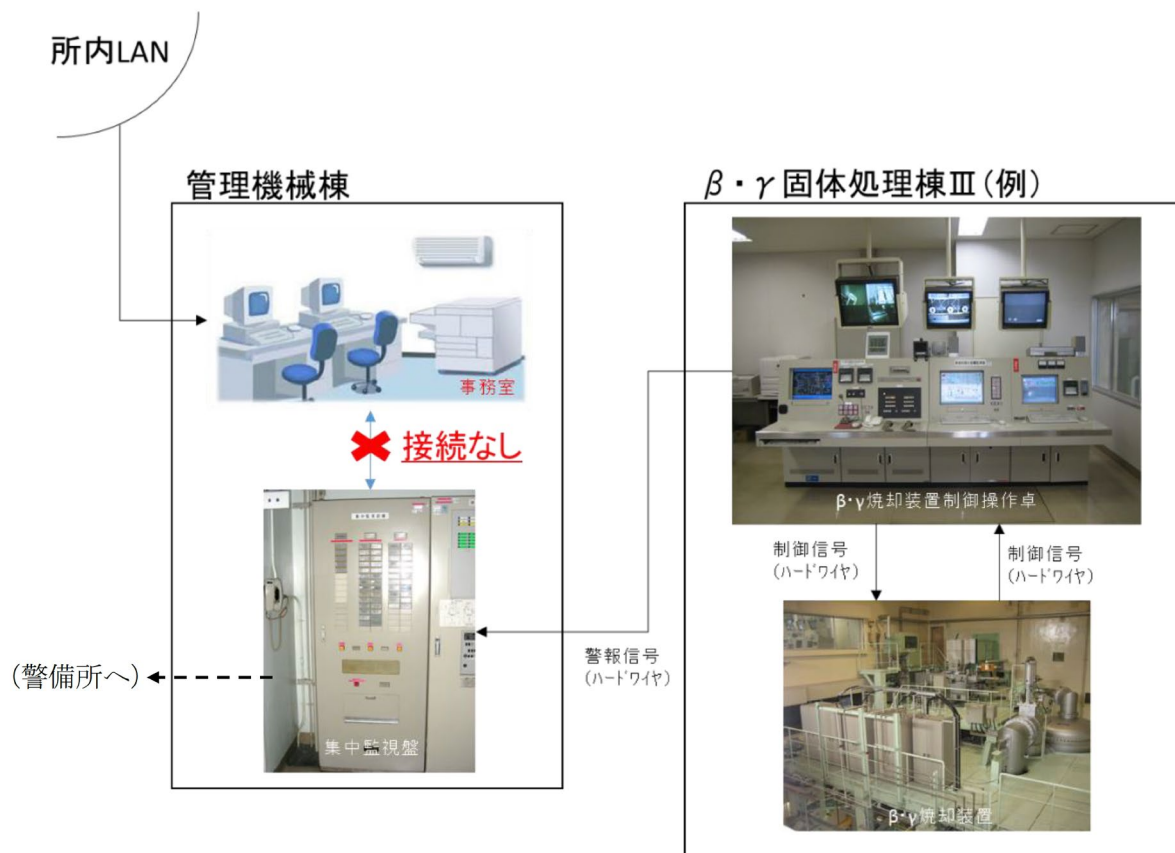 所内LAN
管理機械棟
β・γ固体処理棟Ⅲ(例)
事務室
接続なし
β・γ焼却装置制御操作卓
制御信号
(ハードワイヤ)
制御信号
(ハードワイヤ)
警報信号
(ハードワイヤ)
(警備所へ)
集中監視盤
β・γ焼却装置